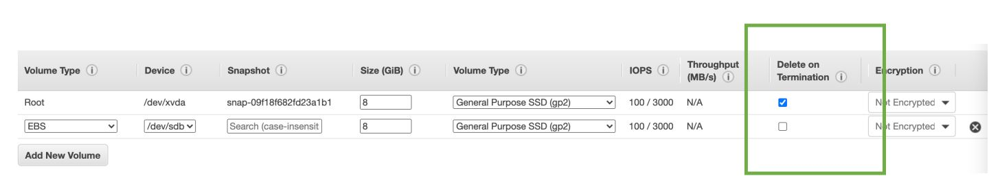 Volume Type Device Snapshot Size (GiB) Volume Type IOPS Throughput (MB/s) Delete on Termination Encryption
Root /dev/xvda snap-09f18f682fd23a1b1 8 General Purpose SSD (gp2) 100 / 3000 N/A Not Encrypted
EBS /dev/sdb Search (case-insensit 8 General Purpose SSD (gp2) 100 / 3000 N/A Not Encrypted
Add New Volume